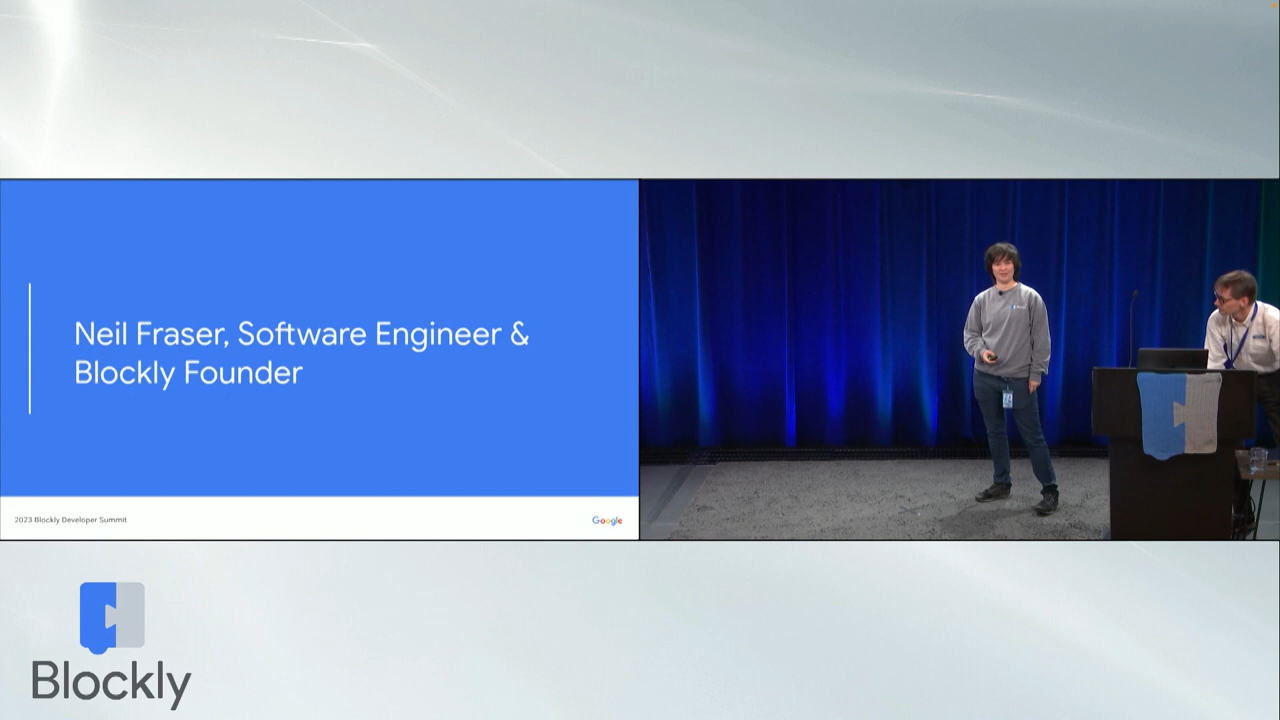 Neil Fraser, Software Engineer &
Blockly Founder
2023 Blockly Developer Summit
Google
Blockly